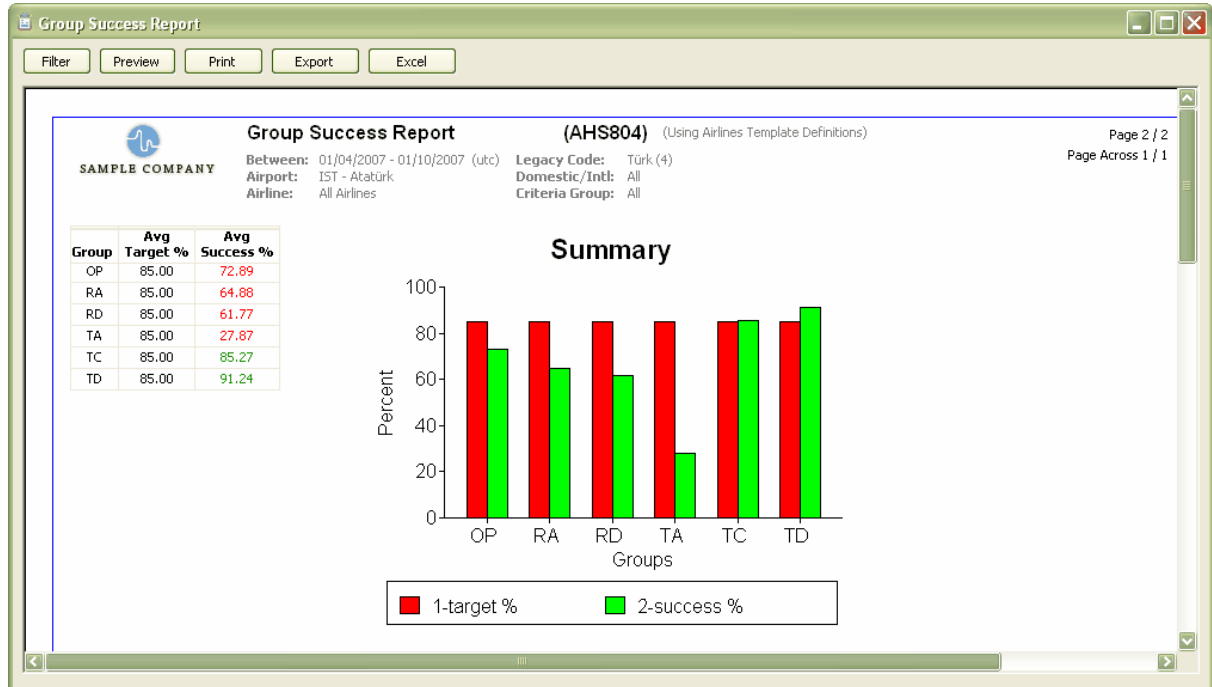 Group Success Report
Filter Preview Print Export Excel
SAMPLE COMPANY
Group Success Report (AHS804) (Using Airlines Template Definitions)
Between: 01/04/2007 - 01/10/2007 (utc) Legacy Code: Türk (4)
Airport: IST - Atatürk Domestic/Intl: All
Airline: All Airlines Criteria Group: All
Page 2 / 2
Page Across 1 / 1
Group Avg Target % Avg Success %
OP 85.00 72.89
RA 85.00 64.88
RD 85.00 61.77
TA 85.00 27.87
TC 85.00 85.27
TD 85.00 91.24
Summary
100
80
60
40
20
0
Percent
OP RA RD TA TC TD
Groups
1-target % 2-success %